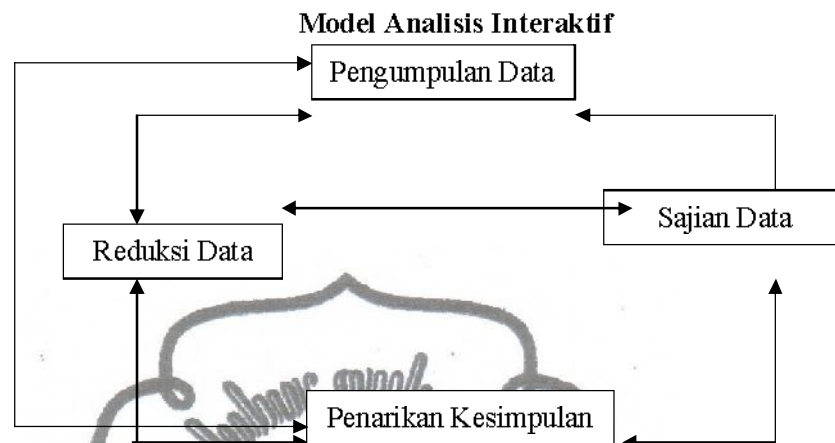 Model Analisis Interaktif
Pengumpulan Data
Sajian Data
Reduksi Data
Penarikan Kesimpulan